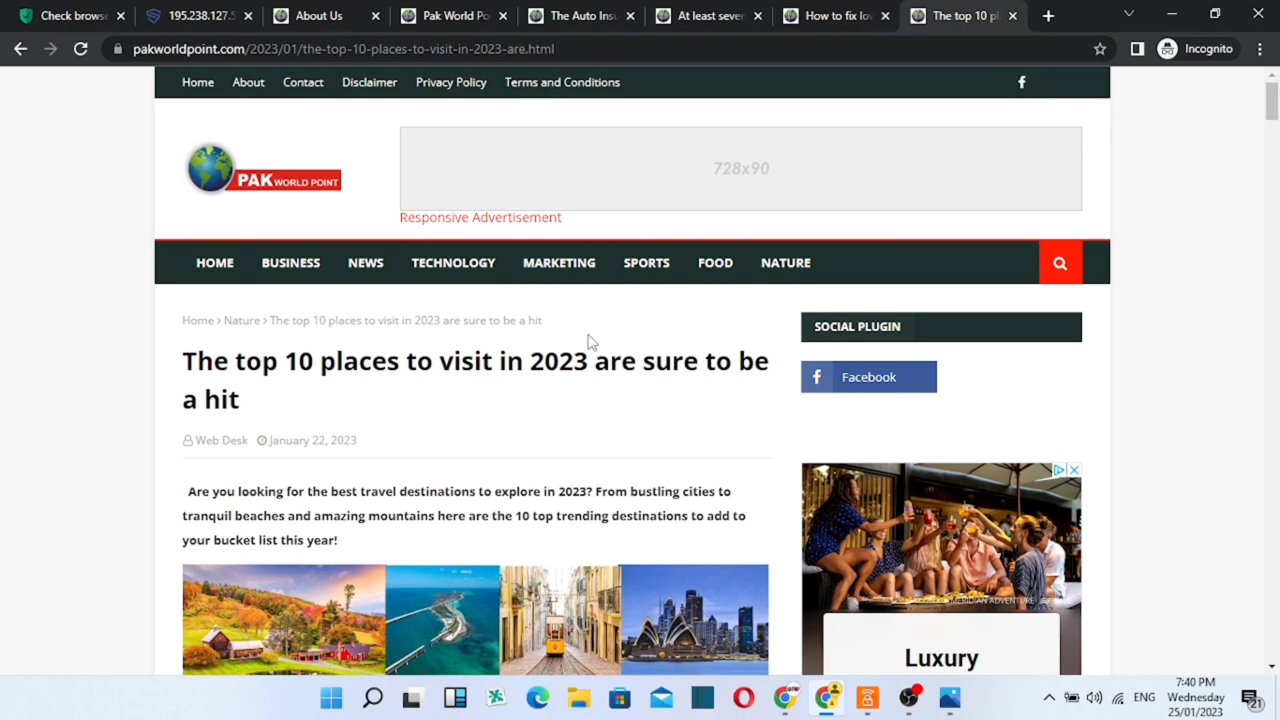 Check brows
195.238.127.5
About Us
Pak World Po
The Auto Insu
At least sever
How to fix lov
The top 10 pl
pakworldpoint.com/2023/01/the-top-10-places-to-visit-in-2023-are.html
Incognito
Home About Contact Disclaimer Privacy Policy Terms and Conditions
PAK WORLD POINT
728x90
Responsive Advertisement
HOME BUSINESS NEWS TECHNOLOGY MARKETING SPORTS FOOD NATURE
Home > Nature > The top 10 places to visit in 2023 are sure to be a hit
SOCIAL PLUGIN
The top 10 places to visit in 2023 are sure to be
a hit
Facebook
Web Desk January 22, 2023
Are you looking for the best travel destinations to explore in 2023? From bustling cities to
tranquil beaches and amazing mountains here are the 10 top trending destinations to add to
your bucket list this year!
Luxury
7:40 PM
ENG Wednesday
25/01/2023
21